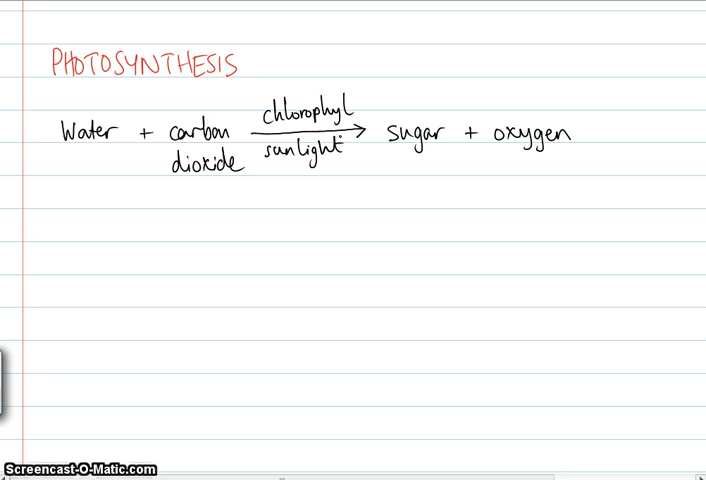 PHOTOSYNTHESIS
chlorophyl
Water + carbon → sugar + oxygen
sunlight
dioxide
Screencast-O-Matic.com